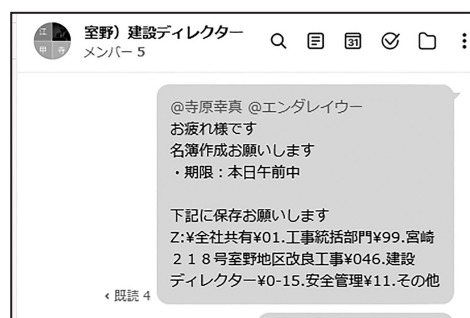 江
甲 寺
室野）建設ディレクター
メンバー 5
31
@寺原幸真 @エンダレイウー
お疲れ様です
名簿作成お願いします
・期限：本日午前中
下記に保存お願いします
Z:¥全社共有¥01.工事統括部門¥99.宮崎
２１８号室野地区改良工事¥046.建設
ディレクター¥0-15.安全管理¥11.その他
‹ 既読 4